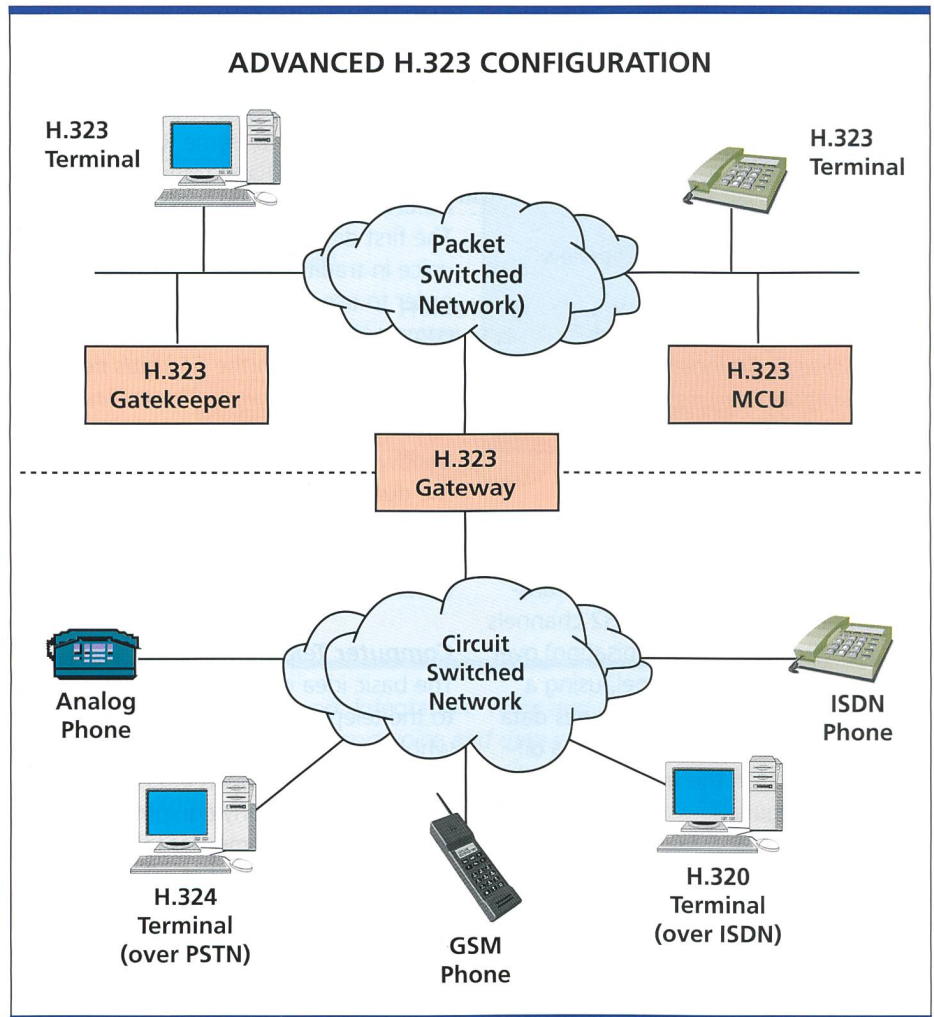 ADVANCED H.323 CONFIGURATION
H.323
Terminal
H.323
Terminal
Packet
Switched
Network)
H.323
Gatekeeper
H.323
MCU
H.323
Gateway
Circuit
Switched
Network
Analog
Phone
ISDN
Phone
H.324
Terminal
(over PSTN)
GSM
Phone
H.320
Terminal
(over ISDN)